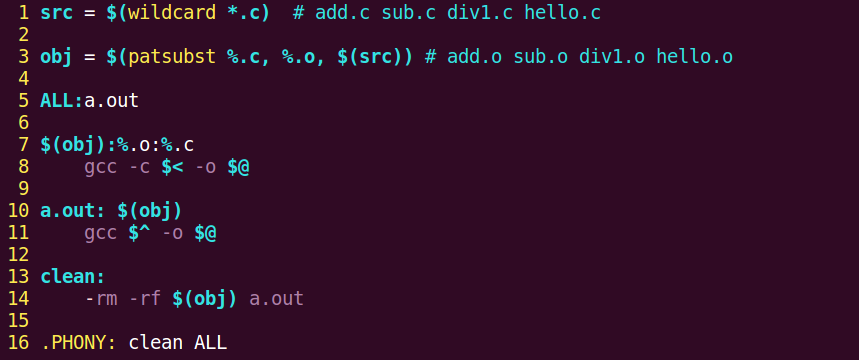 1 src = $(wildcard *.c)  # add.c sub.c div1.c hello.c
2
3 obj = $(patsubst %.c, %.o, $(src)) # add.o sub.o div1.o hello.o
4
5 ALL:a.out
6
7 $(obj):%.o:%.c
8     gcc -c $< -o $@
9
10 a.out: $(obj)
11     gcc $^ -o $@
12
13 clean:
14     -rm -rf $(obj) a.out
15
16 .PHONY: clean ALL